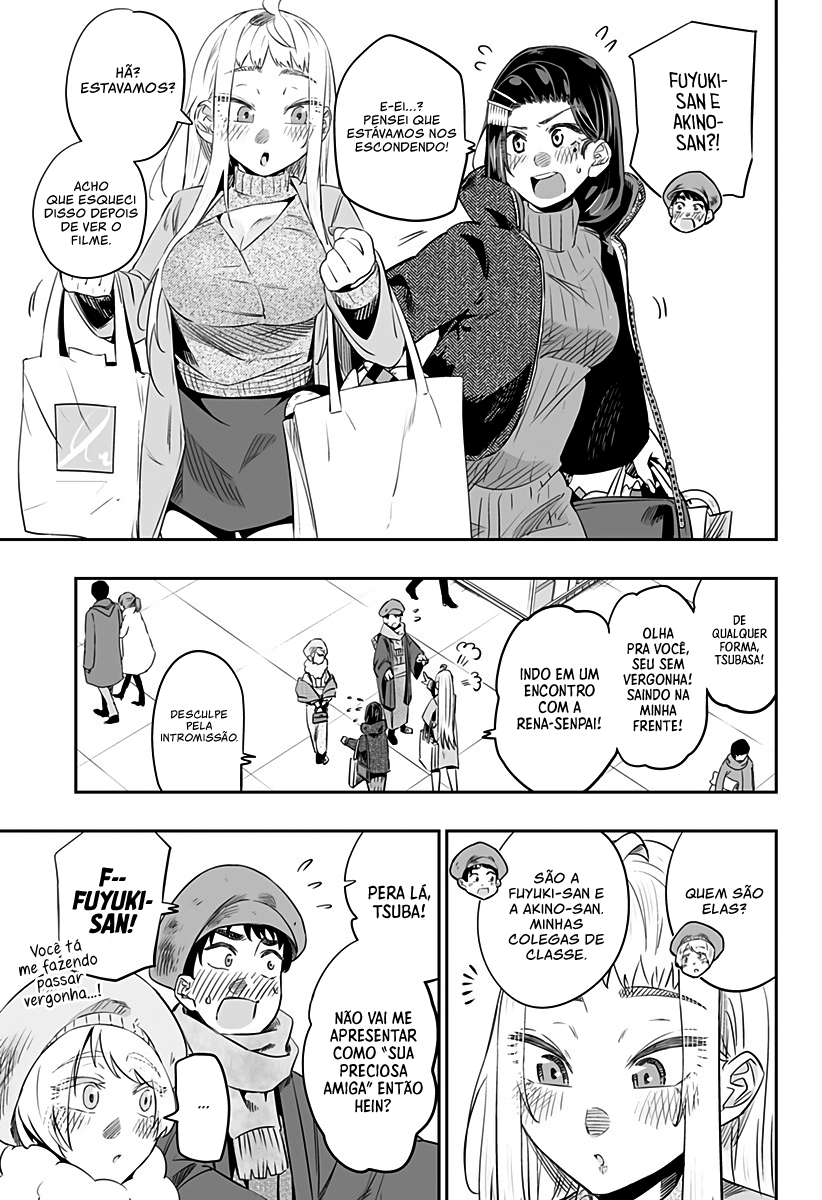 FUYUKI-
SAN E
AKINO-
SAN?!
E-EI...?
PENSEI QUE
ESTÁVAMOS NOS
ESCONDENDO!
HÃ?
ESTAVAMOS?
ACHO
QUE ESQUECI
DISSO DEPOIS
DE VER O
FILME.
DE
QUALQUER
FORMA,
TSUBASA!
OLHA
PRA VOCÊ,
SEU SEM
VERGONHA!
SAINDO NA
MINHA
FRENTE!
INDO EM UM
ENCONTRO
COM A
RENA-SENPAI!
DESCULPE
PELA
INTROMISSÃO.
QUEM SÃO
ELAS?
SÃO A
FUYUKI-SAN E
A AKINO-SAN.
MINHAS
COLEGAS DE
CLASSE.
PERA LÁ,
TSUBA!
NÃO VAI ME
APRESENTAR
COMO “SUA
PRECIOSA
AMIGA” ENTÃO
HEIN?
F--
FUYUKI-
SAN!
Você tá
me fazendo
passar
vergonha...!
...